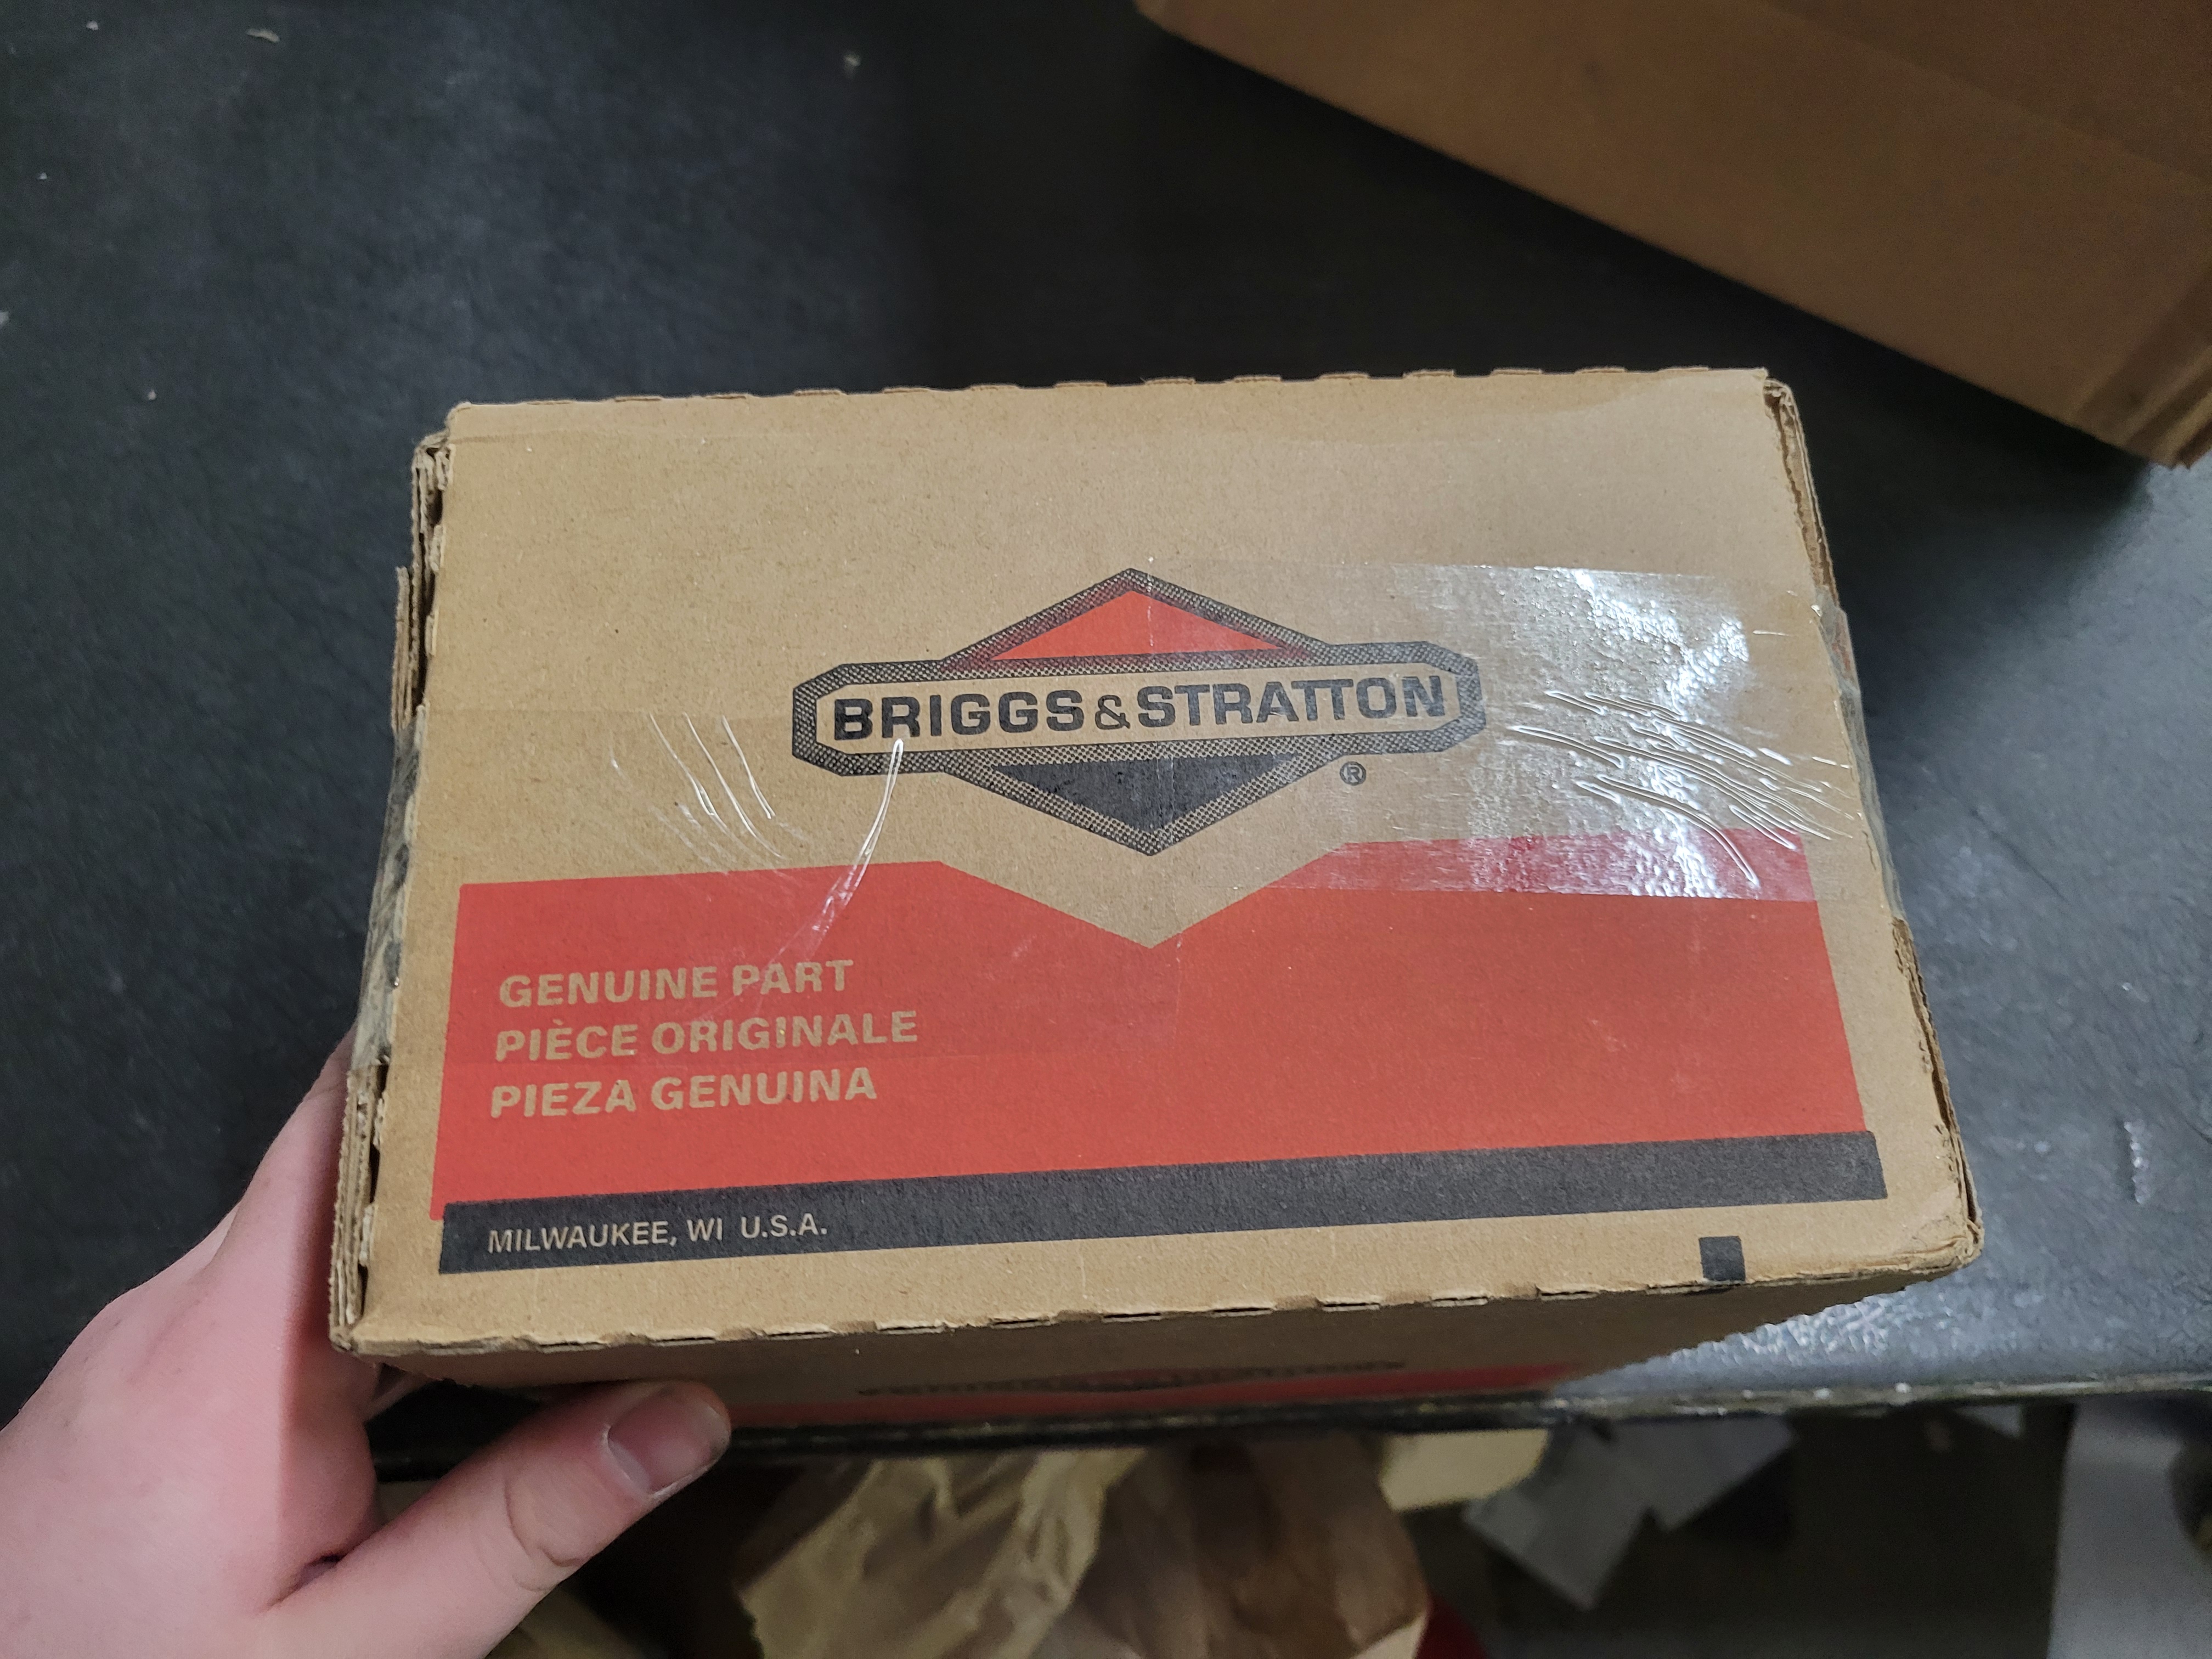 BRIGGS & STRATTON
®
GENUINE PART
PIÈCE ORIGINALE
PIEZA GENUINA
MILWAUKEE, WI U.S.A.